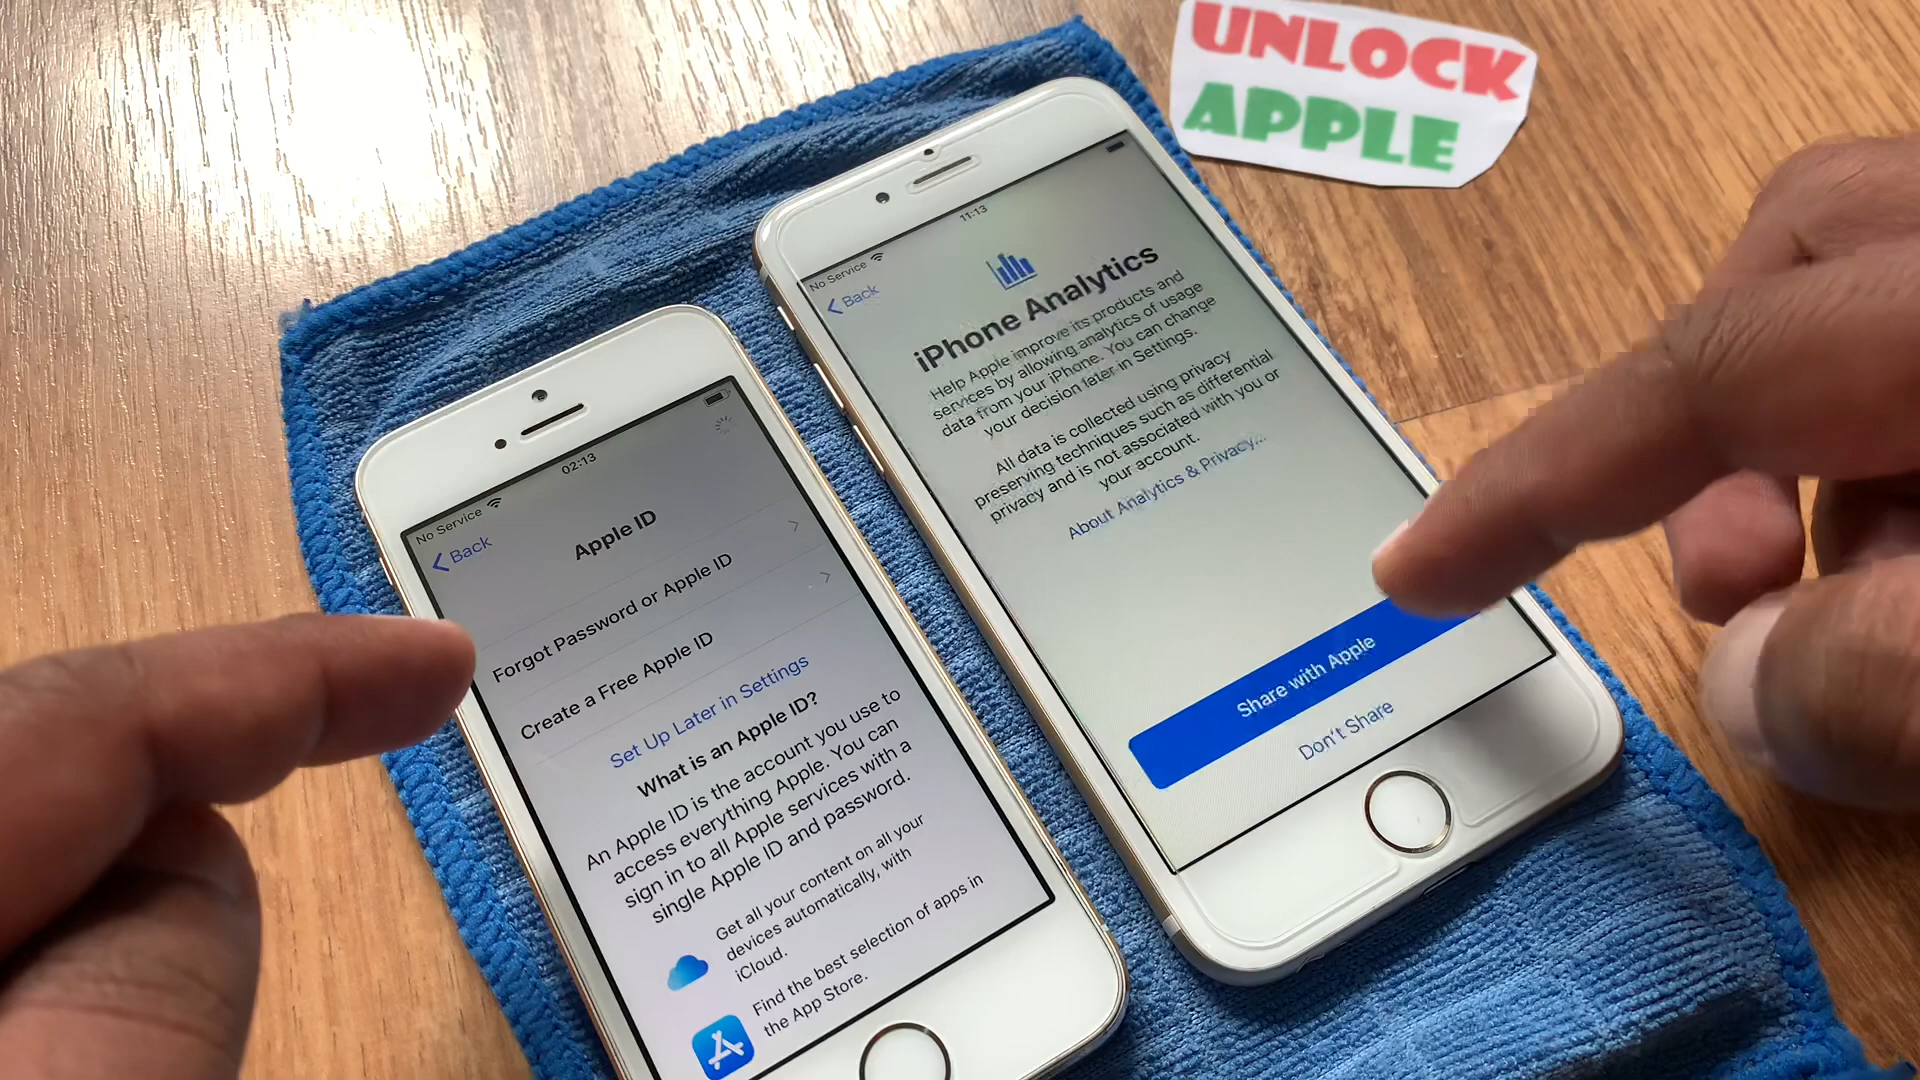 UNLOCK
APPLE
No Service
02:13
Back
Apple ID
Forgot Password or Apple ID
Create a Free Apple ID
Set Up Later in Settings
What is an Apple ID?
An Apple ID is the account you use to
access everything Apple. You can
sign in to all Apple services with a
single Apple ID and password.
Get all your content on all your
devices automatically, with
iCloud.
Find the best selection of apps in
the App Store.
No Service
11:13
Back
iPhone Analytics
Help Apple improve its products and
services by allowing analytics of usage
data from your iPhone. You can change
your decision later in Settings.
All data is collected using privacy
preserving techniques such as differential
privacy and is not associated with you or
your account.
About Analytics & Privacy...
Share with Apple
Don't Share